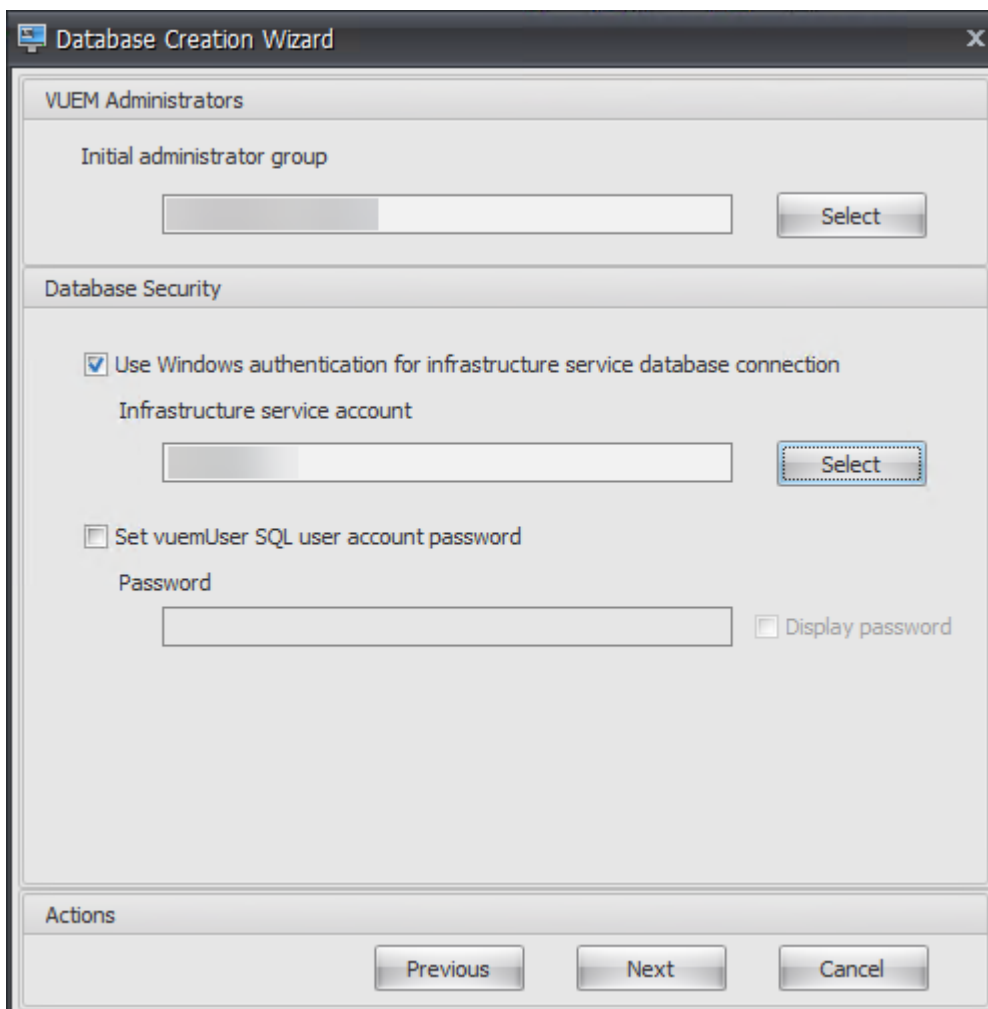 Database Creation Wizard
x
VUEM Administrators
Initial administrator group
Select
Database Security
Use Windows authentication for infrastructure service database connection
Infrastructure service account
Select
Set vuemUser SQL user account password
Password
Display password
Actions
Previous Next Cancel